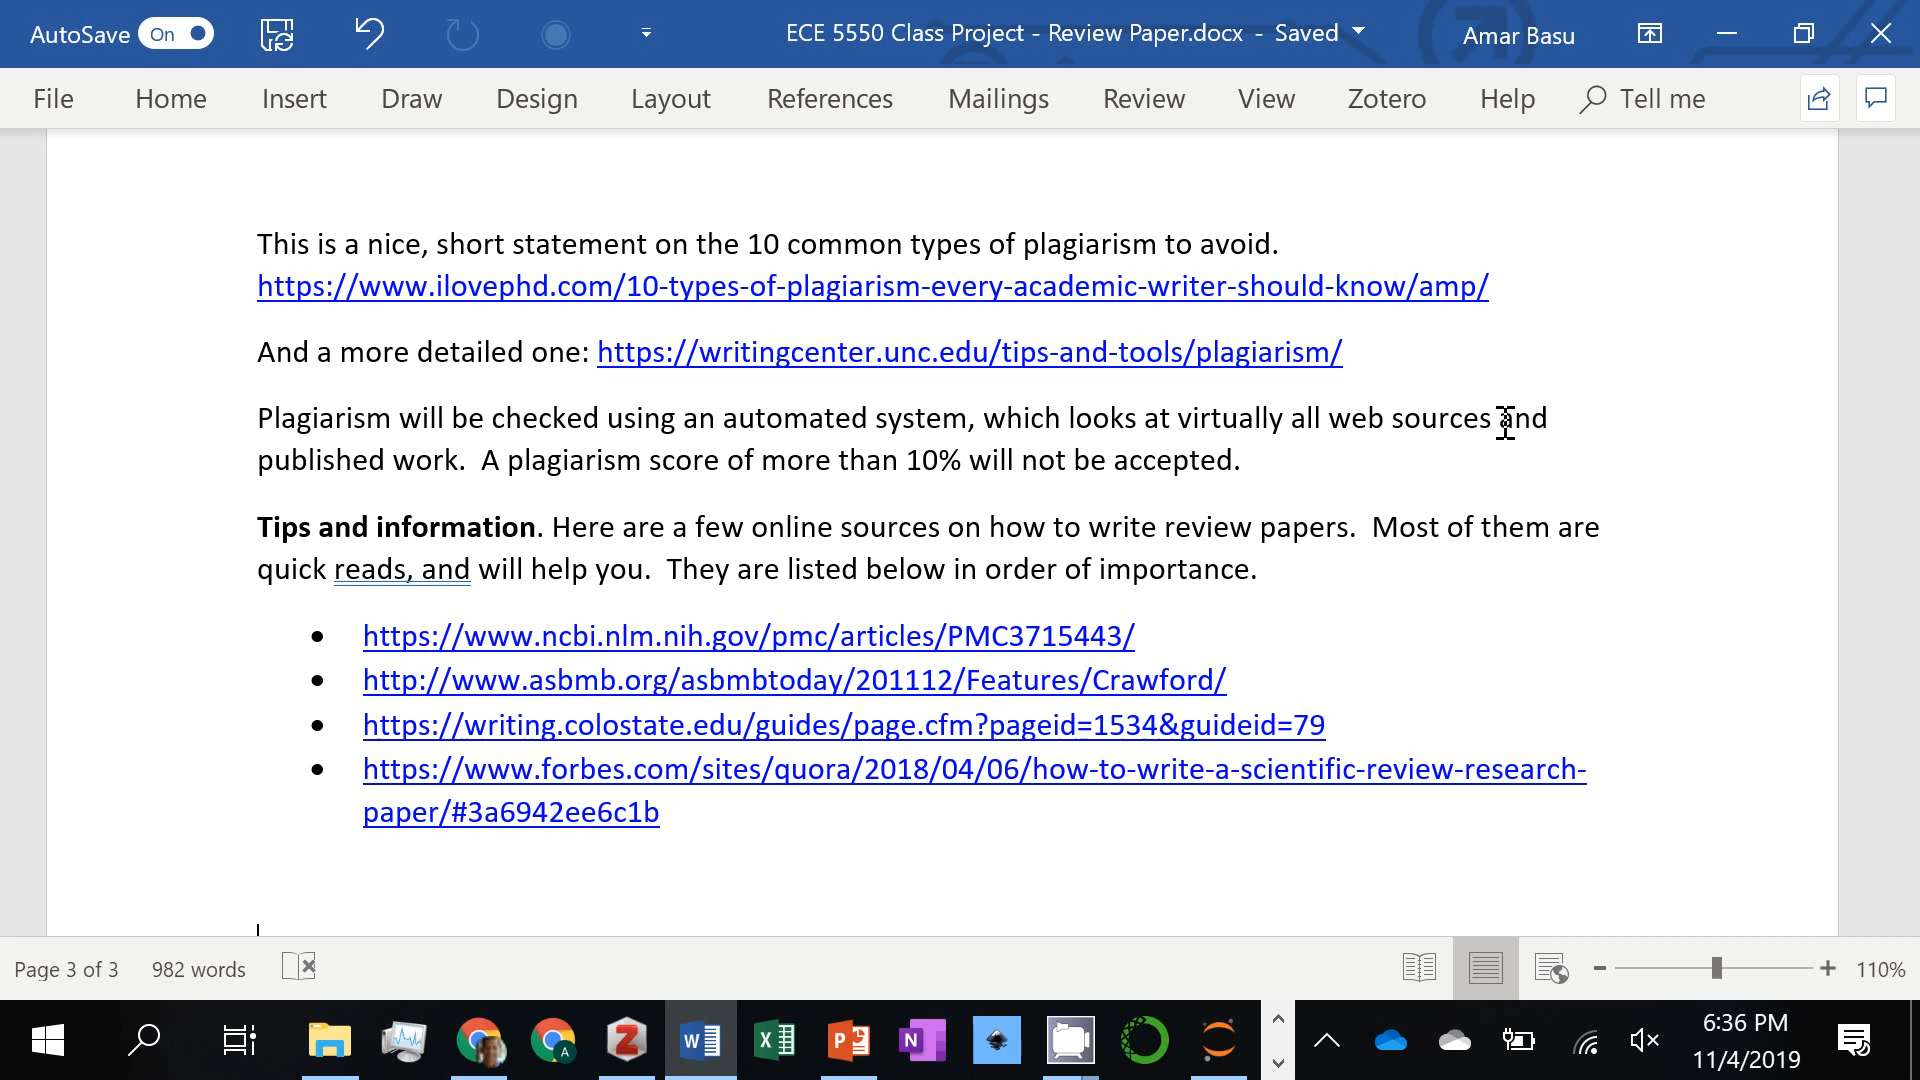 AutoSave On ECE 5550 Class Project - Review Paper.docx - Saved Amar Basu
File Home Insert Draw Design Layout References Mailings Review View Zotero Help Tell me
This is a nice, short statement on the 10 common types of plagiarism to avoid.
https://www.ilovephd.com/10-types-of-plagiarism-every-academic-writer-should-know/amp/
And a more detailed one: https://writingcenter.unc.edu/tips-and-tools/plagiarism/
Plagiarism will be checked using an automated system, which looks at virtually all web sources and
published work. A plagiarism score of more than 10% will not be accepted.
Tips and information. Here are a few online sources on how to write review papers. Most of them are
quick reads, and will help you. They are listed below in order of importance.
• https://www.ncbi.nlm.nih.gov/pmc/articles/PMC3715443/
• http://www.asbmb.org/asbmbtoday/201112/Features/Crawford/
• https://writing.colostate.edu/guides/page.cfm?pageid=1534&guideid=79
• https://www.forbes.com/sites/quora/2018/04/06/how-to-write-a-scientific-review-research-
paper/#3a6942ee6c1b
Page 3 of 3 982 words 110%
6:36 PM
11/4/2019